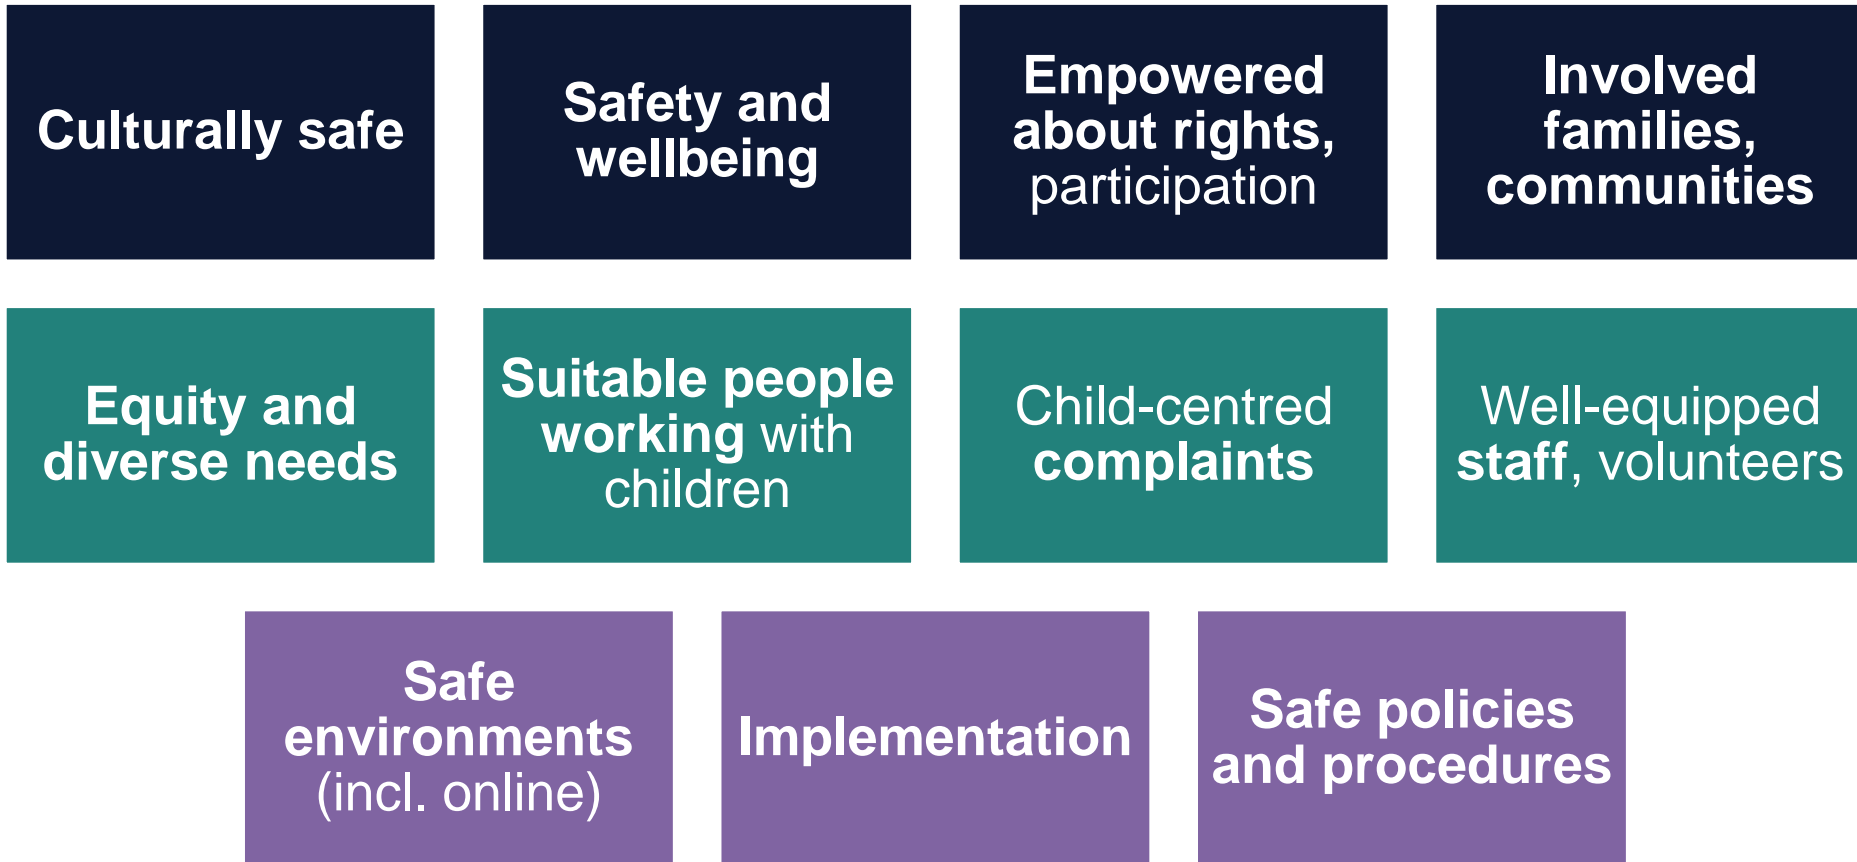 Culturally safe
Safety and
wellbeing
Empowered
about rights,
participation
Involved
families,
communities
Equity and
diverse needs
Suitable people
working with
children
Child-centred
complaints
Well-equipped
staff, volunteers
Safe
environments
(incl. online)
Implementation
Safe policies
and procedures